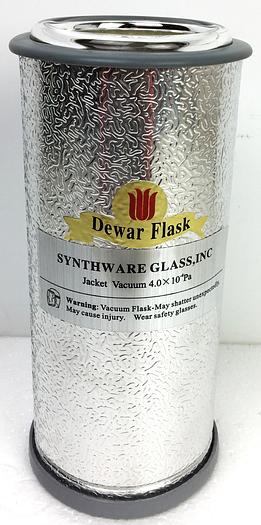 Dewar Flask
SYNTHWARE GLASS,INC
Jacket Vacuum 4.0×10⁻⁴Pa
Warning: Vacuum Flask-May shatter unexpectedly.
May cause injury. Wear safety glasses.